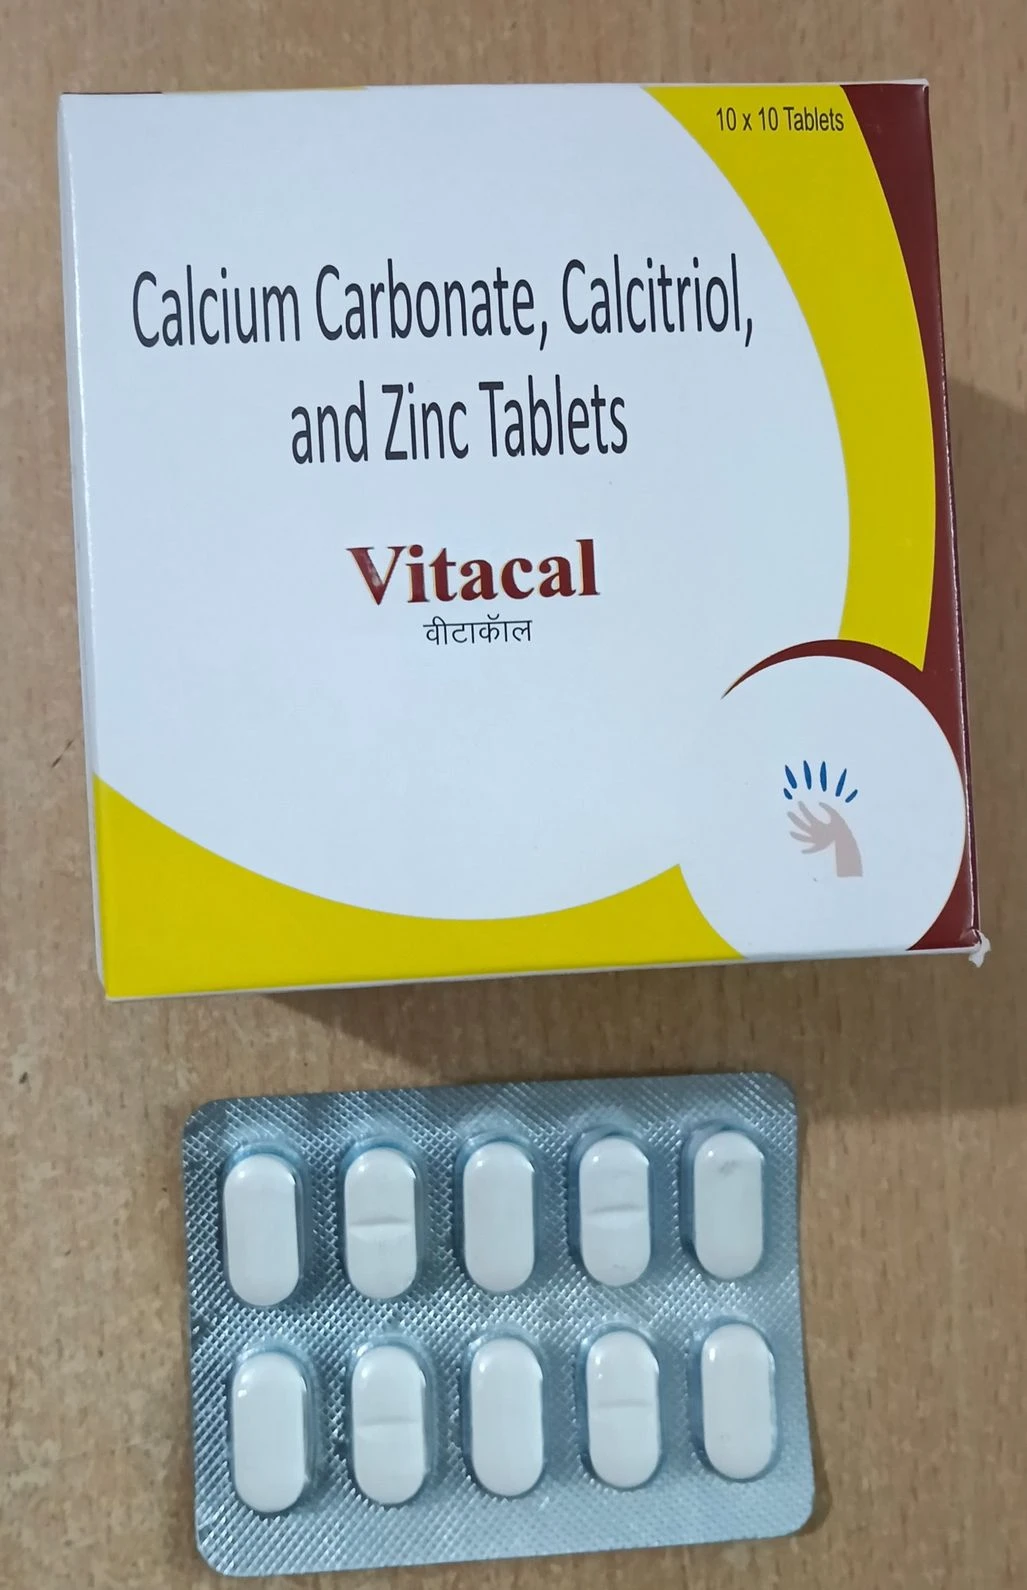 10 x 10 Tablets
Calcium Carbonate, Calcitriol,
and Zinc Tablets
Vitacal
वीटाकॅाल